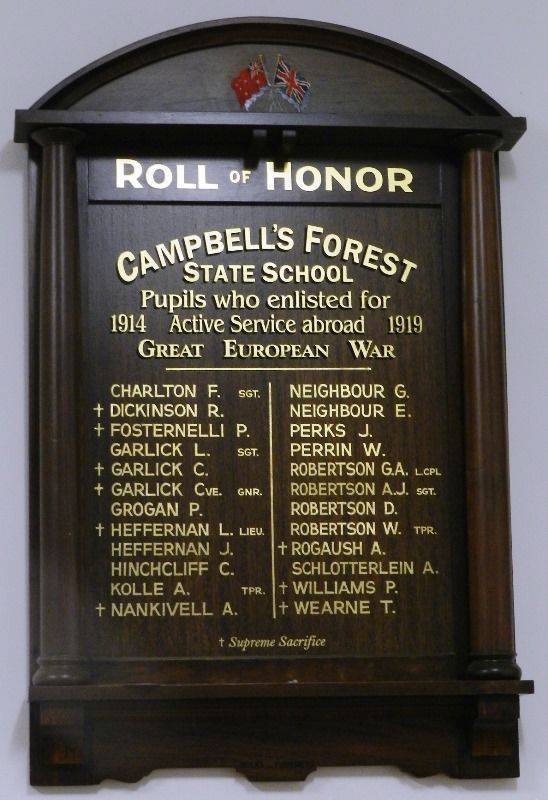 ROLL OF HONOR
CAMPBELL'S FOREST
STATE SCHOOL
Pupils who enlisted for
1914 Active Service abroad 1919
GREAT EUROPEAN WAR
CHARLTON F. SGT.
† DICKINSON R.
† FOSTERNELLI P.
GARLICK L. SGT.
† GARLICK C.
† GARLICK CVE. GNR.
GROGAN P.
† HEFFERNAN L. LIEU.
HEFFERNAN J.
HINCHCLIFF C.
KOLLE A. TPR.
† NANKIVELL A.
NEIGHBOUR G.
NEIGHBOUR E.
PERKS J.
PERRIN W.
ROBERTSON G.A. L.CPL
ROBERTSON A.J. SGT.
ROBERTSON D.
ROBERTSON W. TPR.
† ROGAUSH A.
SCHLOTTERLEIN A.
† WILLIAMS P.
† WEARNE T.
† Supreme Sacrifice